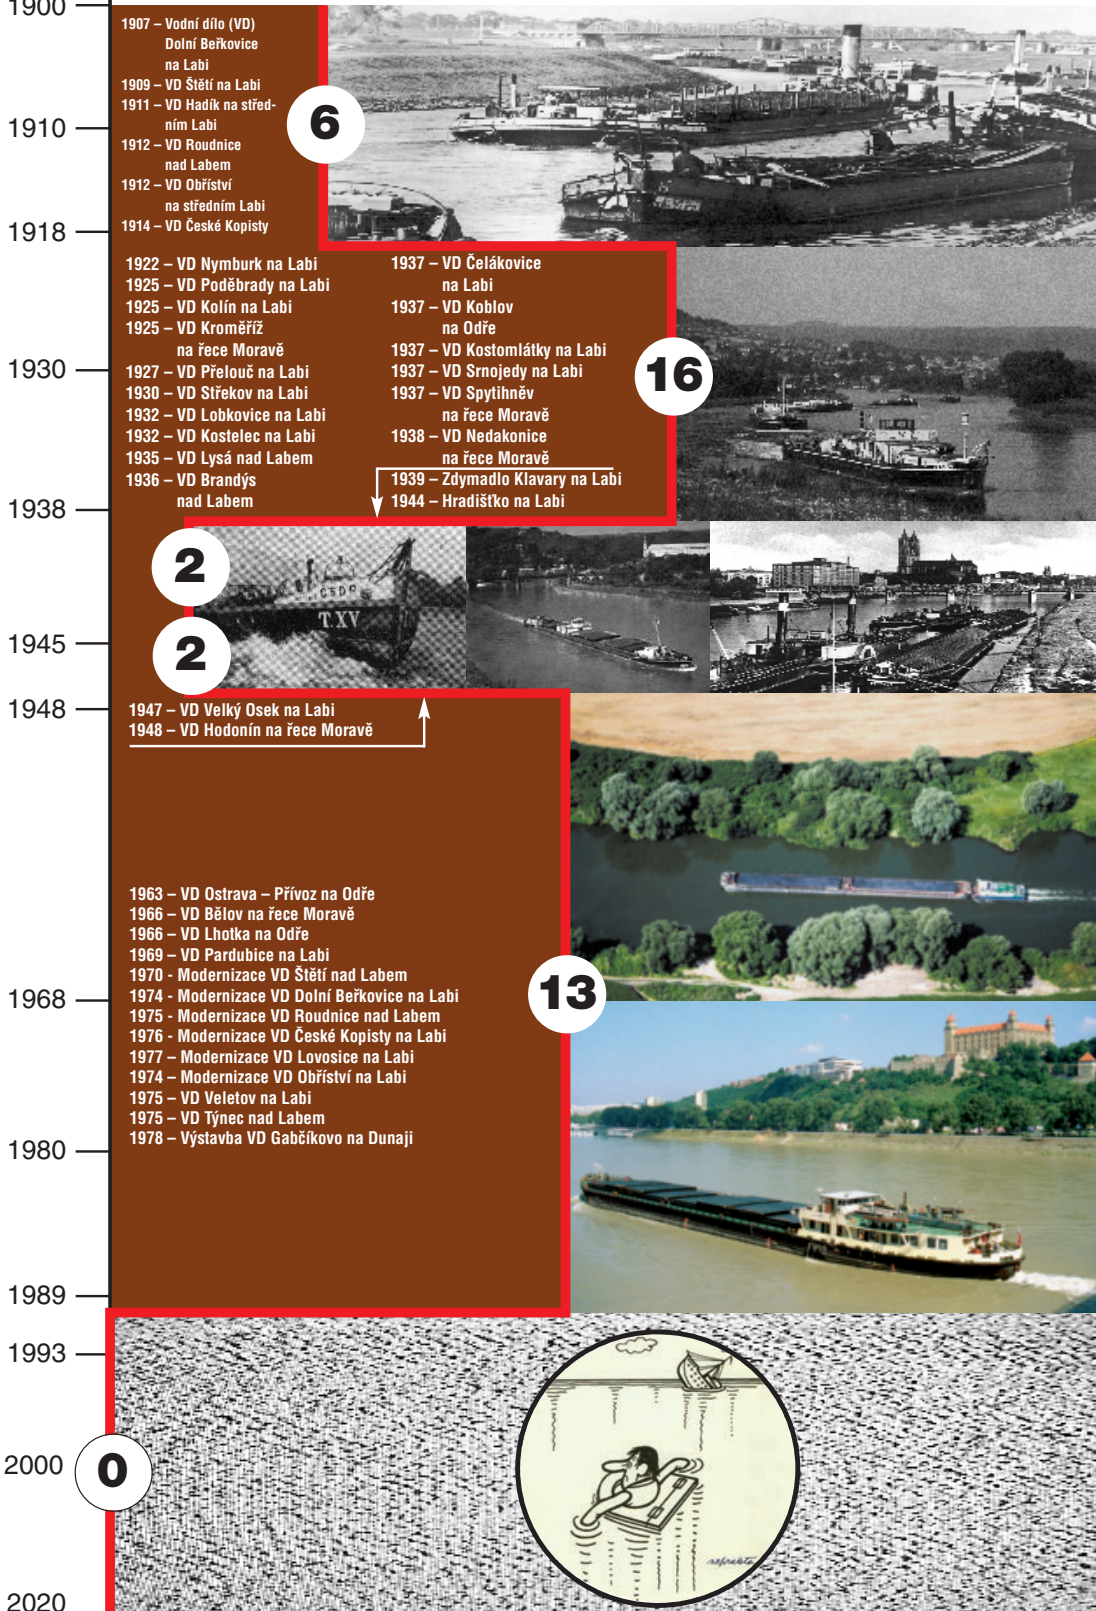 1900
1907 – Vodní dílo (VD)
Dolní Beřkovice
na Labi
1909 – VD Štětí na Labi
1911 – VD Hadík na střed-
ním Labi
1910
6
1912 – VD Roudnice
nad Labem
1912 – VD Obříství
na středním Labi
1914 – VD České Kopisty
1918
1922 – VD Nymburk na Labi
1925 – VD Poděbrady na Labi
1925 – VD Kolín na Labi
1925 – VD Kroměříž
na řece Moravě
1927 – VD Přelouč na Labi
1930 – VD Střekov na Labi
1932 – VD Lobkovice na Labi
1932 – VD Kostelec na Labi
1935 – VD Lysá nad Labem
1936 – VD Brandýs
nad Labem
1937 – VD Čelákovice
na Labi
1937 – VD Koblov
na Odře
1937 – VD Kostomlátky na Labi
1937 – VD Srnojedy na Labi
1937 – VD Spytihněv
na řece Moravě
1938 – VD Nedakonice
na řece Moravě
1939 – Zdymadlo Klavary na Labi
1944 – Hradišťko na Labi
1930
16
1938
2
ČSDP
T.XV
2
1945
1948
1947 – VD Velký Osek na Labi
1948 – VD Hodonín na řece Moravě
1963 – VD Ostrava – Přívoz na Odře
1966 – VD Bělov na řece Moravě
1966 – VD Lhotka na Odře
1969 – VD Pardubice na Labi
1970 - Modernizace VD Štětí nad Labem
1974 - Modernizace VD Dolní Beřkovice na Labi
1975 - Modernizace VD Roudnice nad Labem
1976 - Modernizace VD České Kopisty na Labi
1977 – Modernizace VD Lovosice na Labi
1974 – Modernizace VD Obříství na Labi
1975 – VD Veletov na Labi
1975 – VD Týnec nad Labem
1978 – Výstavba VD Gabčíkovo na Dunaji
13
1968
1980
1989
1993
2000
0
2020